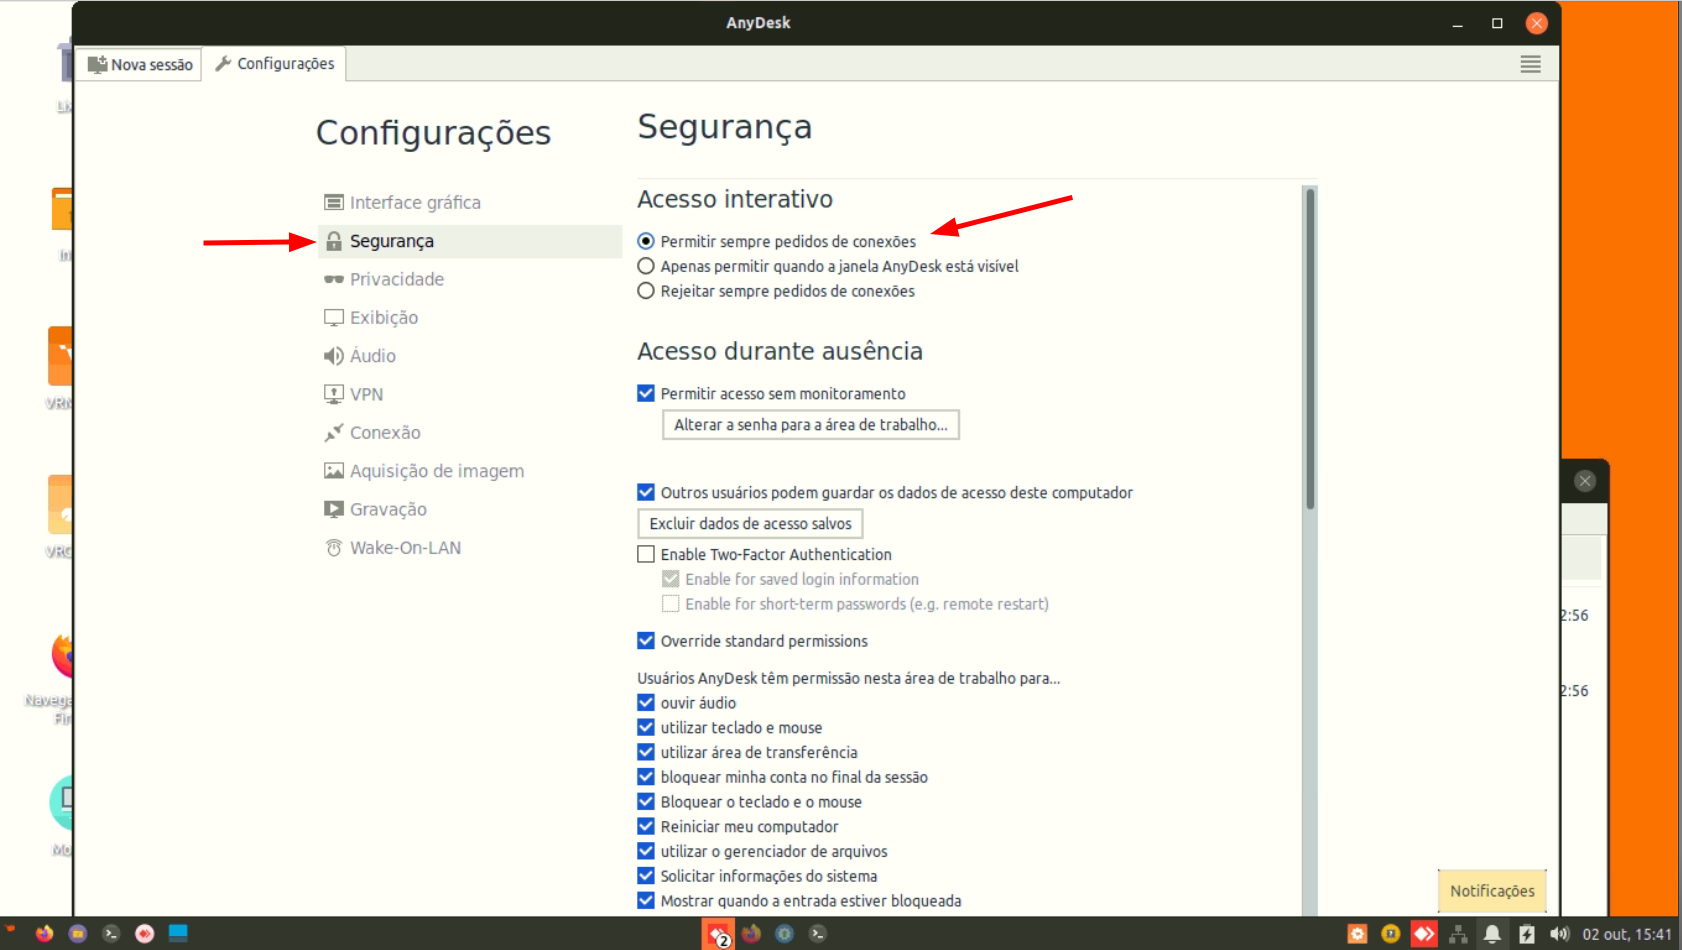 AnyDesk
Nova sessão
Configurações
Configurações
Interface gráfica
Segurança
Privacidade
Exibição
Áudio
VPN
Conexão
Aquisição de imagem
Gravação
Wake-On-LAN
Segurança
Acesso interativo
Permitir sempre pedidos de conexões
Apenas permitir quando a janela AnyDesk está visível
Rejeitar sempre pedidos de conexões
Acesso durante ausência
Permitir acesso sem monitoramento
Alterar a senha para a área de trabalho...
Outros usuários podem guardar os dados de acesso deste computador
Excluir dados de acesso salvos
Enable Two-Factor Authentication
Enable for saved login information
Enable for short-term passwords (e.g. remote restart)
Override standard permissions
Usuários AnyDesk têm permissão nesta área de trabalho para...
ouvir áudio
utilizar teclado e mouse
utilizar área de transferência
bloquear minha conta no final da sessão
Bloquear o teclado e o mouse
Reiniciar meu computador
utilizar o gerenciador de arquivos
Solicitar informações do sistema
Mostrar quando a entrada estiver bloqueada
2:56
2:56
Notificações
2
02 out, 15:41